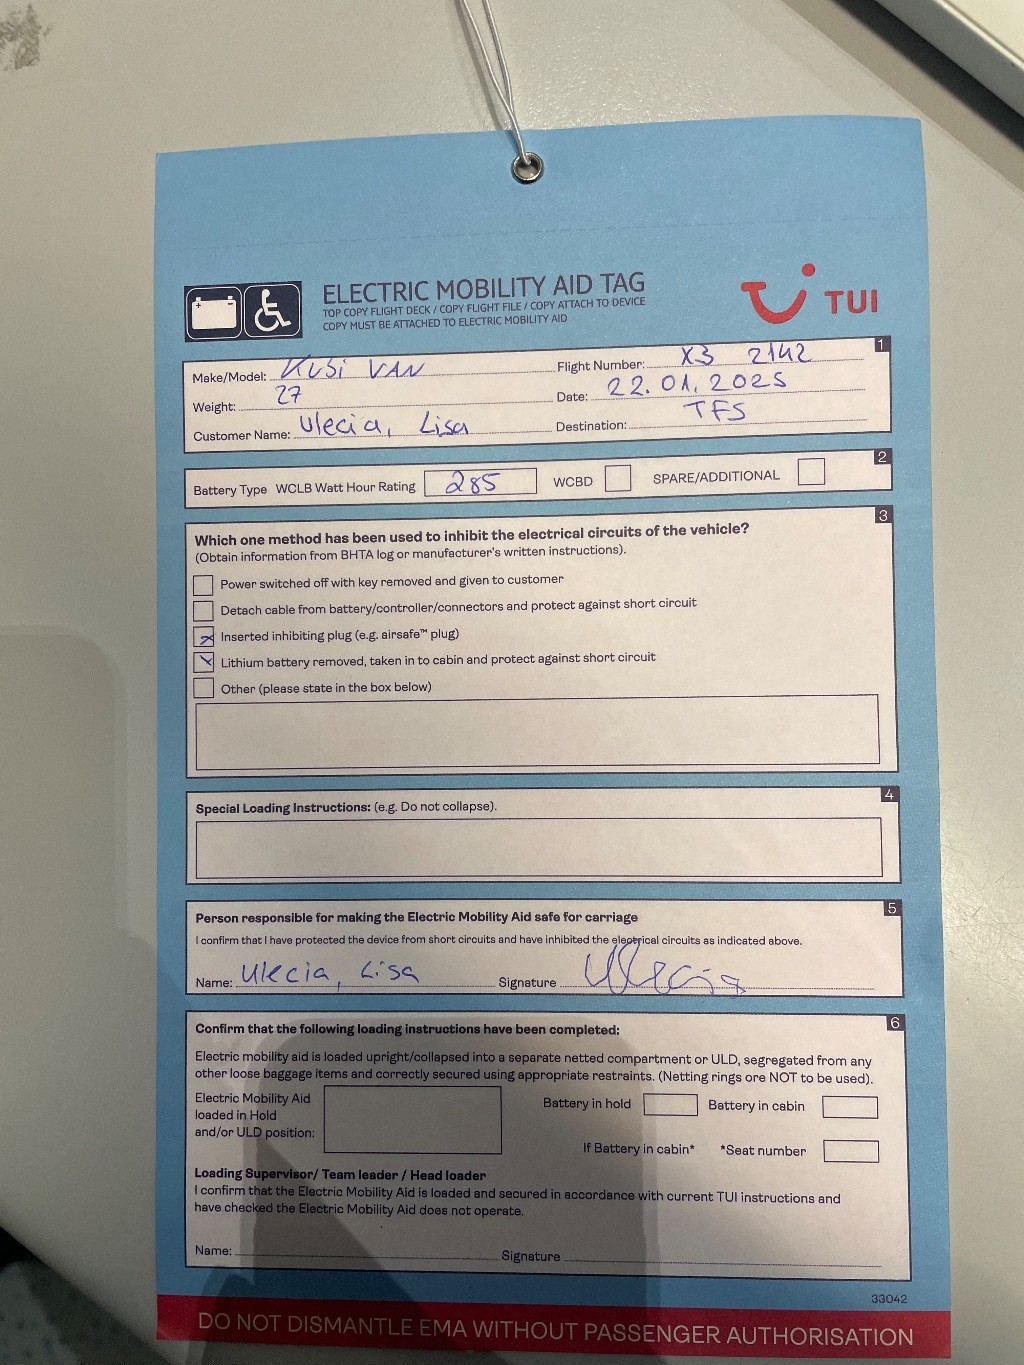 ELECTRIC MOBILITY AID TAG
TOP COPY FLIGHT DECK / COPY FLIGHT FILE / COPY ATTACH TO DEVICE
COPY MUST BE ATTACHED TO ELECTRIC MOBILITY AID
TUI
1
Make/Model: KUSI VAN Flight Number: X3 2142
Weight: 27 Date: 22.01.2025
Customer Name: Ulecia, Lisa Destination: TFS
2
Battery Type WCLB Watt Hour Rating 285 WCBD SPARE/ADDITIONAL
3
Which one method has been used to inhibit the electrical circuits of the vehicle?
(Obtain information from BHTA log or manufacturer's written instructions).
Power switched off with key removed and given to customer
Detach cable from battery/controller/connectors and protect against short circuit
Inserted inhibiting plug (e.g. airsafe™ plug)
Lithium battery removed, taken in to cabin and protect against short circuit
Other (please state in the box below)
4
Special Loading Instructions: (e.g. Do not collapse).
5
Person responsible for making the Electric Mobility Aid safe for carriage
I confirm that I have protected the device from short circuits and have inhibited the electrical circuits as indicated above.
Name: Ulecia, Lisa Signature Ulecia
6
Confirm that the following loading instructions have been completed:
Electric mobility aid is loaded upright/collapsed into a separate netted compartment or ULD, segregated from any
other loose baggage items and correctly secured using appropriate restraints. (Netting rings are NOT to be used).
Electric Mobility Aid
loaded in Hold
and/or ULD position:
Battery in hold Battery in cabin
If Battery in cabin* *Seat number
Loading Supervisor/ Team leader / Head loader
I confirm that the Electric Mobility Aid is loaded and secured in accordance with current TUI instructions and
have checked the Electric Mobility Aid does not operate.
Name: Signature
33042
DO NOT DISMANTLE EMA WITHOUT PASSENGER AUTHORISATION